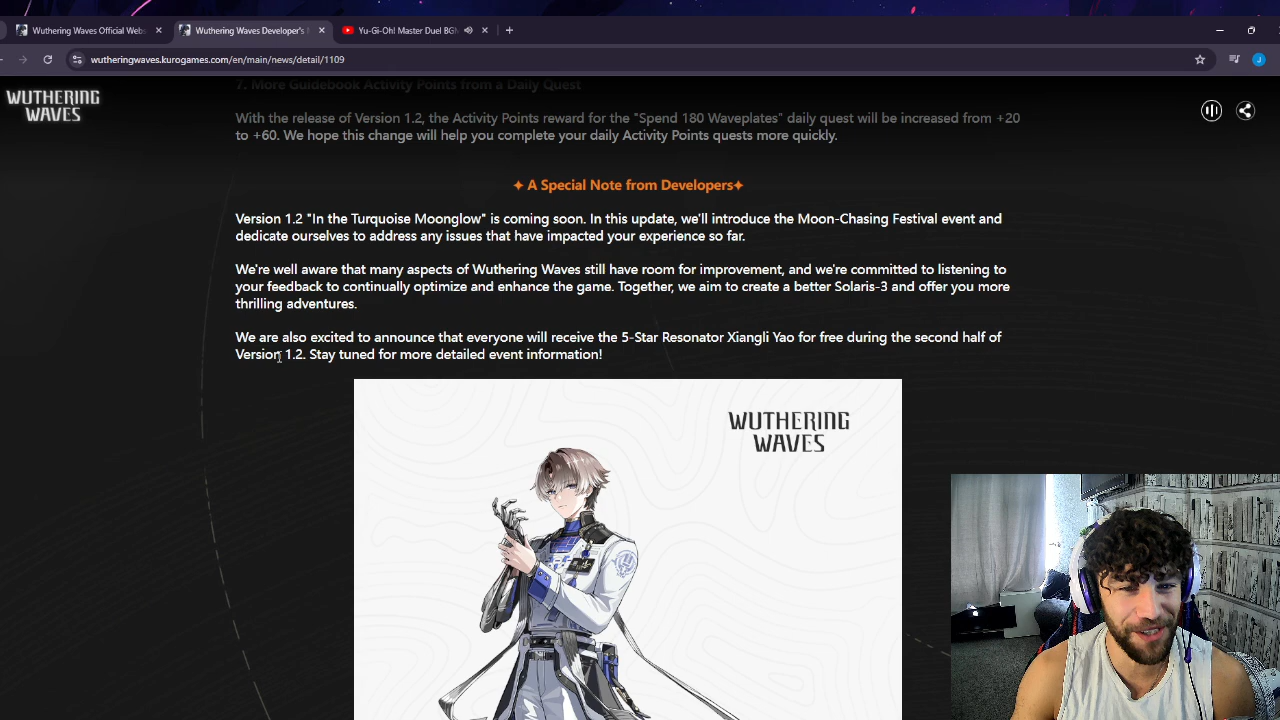 Wuthering Waves Official Webs
Wuthering Waves Developer's
Yu-Gi-Oh! Master Duel BGM
wutheringwaves.kurogames.com/en/main/news/detail/1109
J
WUTHERING
WAVES
7. More Guidebook Activity Points from a Daily Quest
With the release of Version 1.2, the Activity Points reward for the "Spend 180 Waveplates" daily quest will be increased from +20
to +60. We hope this change will help you complete your daily Activity Points quests more quickly.
✦ A Special Note from Developers✦
Version 1.2 "In the Turquoise Moonglow" is coming soon. In this update, we'll introduce the Moon-Chasing Festival event and
dedicate ourselves to address any issues that have impacted your experience so far.
We're well aware that many aspects of Wuthering Waves still have room for improvement, and we're committed to listening to
your feedback to continually optimize and enhance the game. Together, we aim to create a better Solaris-3 and offer you more
thrilling adventures.
We are also excited to announce that everyone will receive the 5-Star Resonator Xiangli Yao for free during the second half of
Version 1.2. Stay tuned for more detailed event information!
WUTHERING
WAVES